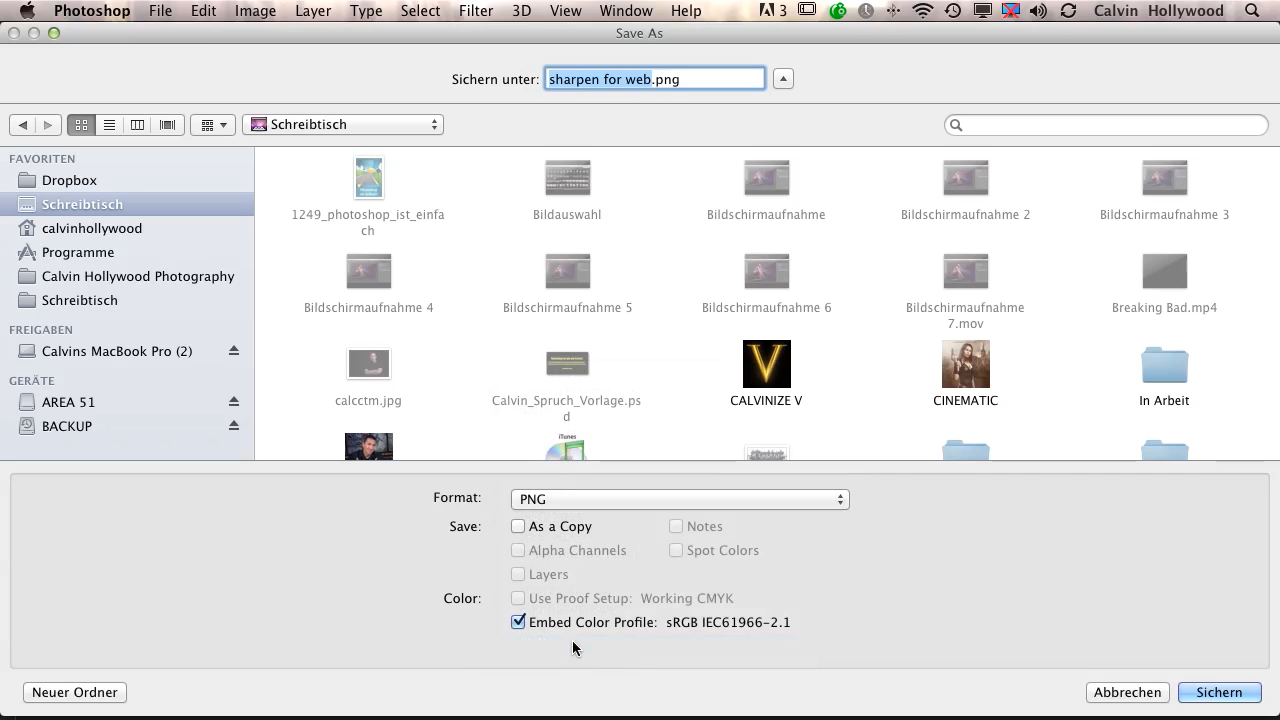 Photoshop File Edit Image Layer Type Select Filter 3D View Window Help 3 Calvin Hollywood
Save As
Sichern unter: sharpen for web.png
Schreibtisch
FAVORITEN
Dropbox
Schreibtisch
calvinhollywood
Programme
Calvin Hollywood Photography
Schreibtisch
FREIGABEN
Calvins MacBook Pro (2)
GERÄTE
AREA 51
BACKUP
1249_photoshop_ist_einfa
ch
Bildauswahl
Bildschirmaufnahme
Bildschirmaufnahme 2
Bildschirmaufnahme 3
Bildschirmaufnahme 4
Bildschirmaufnahme 5
Bildschirmaufnahme 6
Bildschirmaufnahme
7.mov
Breaking Bad.mp4
calcctm.jpg
Calvin_Spruch_Vorlage.ps
d
V
CALVINIZE V
CINEMATIC
In Arbeit
iTunes
Format: PNG
Save: As a Copy Notes
Alpha Channels Spot Colors
Layers
Color: Use Proof Setup: Working CMYK
Embed Color Profile: sRGB IEC61966-2.1
Neuer Ordner Abbrechen Sichern